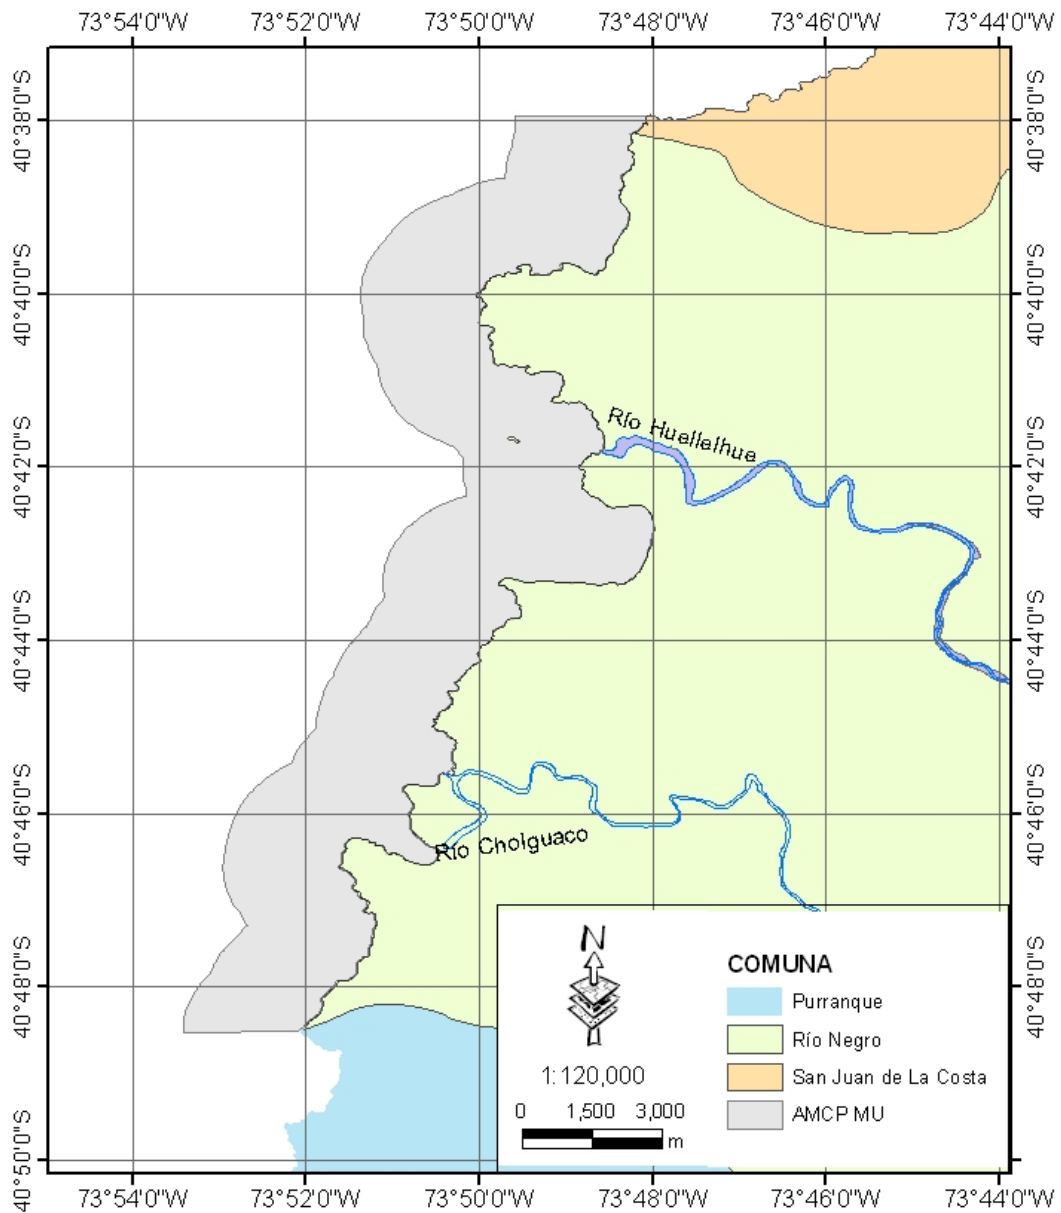 73°54'0"W 73°52'0"W 73°50'0"W 73°48'0"W 73°46'0"W 73°44'0"W
40°38'0"S 40°38'0"S
40°40'0"S 40°40'0"S
Río Huellelhue
40°42'0"S 40°42'0"S
40°44'0"S 40°44'0"S
40°46'0"S 40°46'0"S
Río Cholguaco
40°48'0"S 40°48'0"S
40°50'0"S
N
1:120,000
0 1,500 3,000
m
COMUNA
Purranque
Río Negro
San Juan de La Costa
AMCP MU
73°54'0"W 73°52'0"W 73°50'0"W 73°48'0"W 73°46'0"W 73°44'0"W